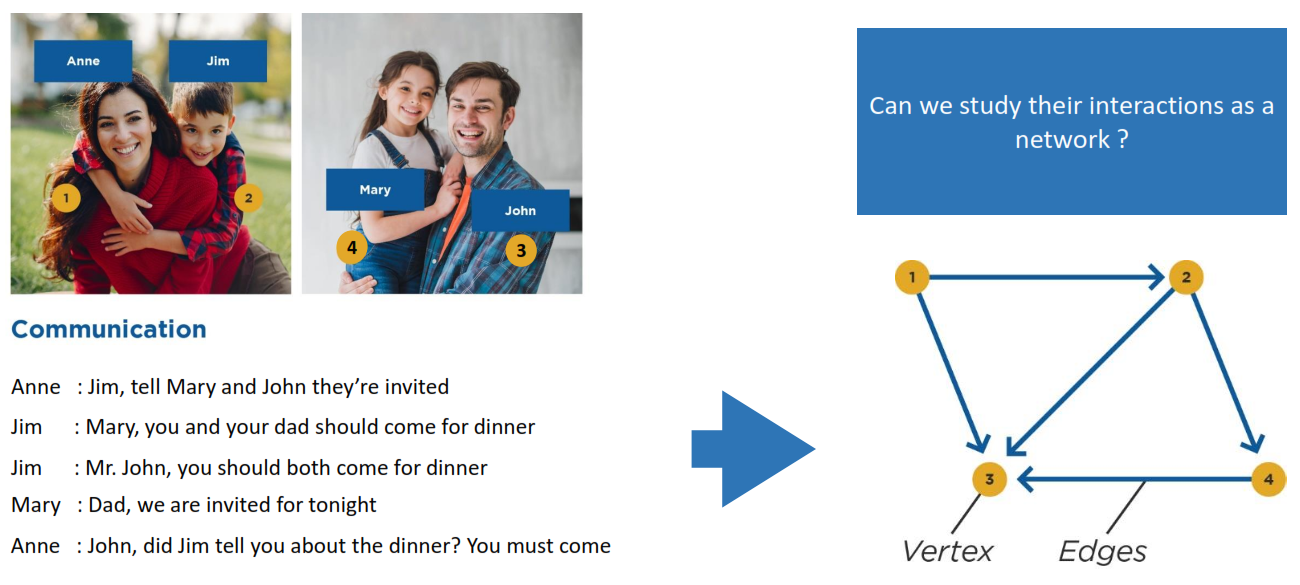 Anne
Jim
1
2
Mary
John
4
3
Communication
Anne : Jim, tell Mary and John they’re invited
Jim : Mary, you and your dad should come for dinner
Jim : Mr. John, you should both come for dinner
Mary : Dad, we are invited for tonight
Anne : John, did Jim tell you about the dinner? You must come
Can we study their interactions as a
network ?
1
2
3
4
Vertex
Edges